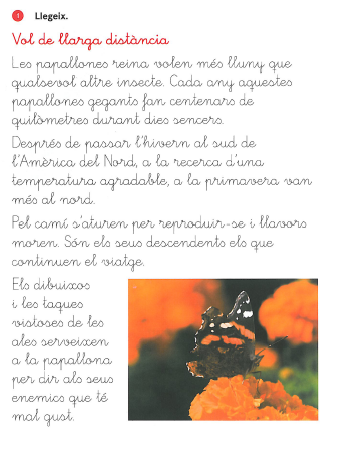 1 Llegeix.
Vol de llarga distància
Les papallones reina volen més lluny que
qualsevol altre insecte. Cada any aquestes
papallones gegants fan centenars de
quilòmetres durant dies sencers.
Després de passar l'hivern al sud de
l'Amèrica del Nord, a la recerca d'una
temperatura agradable, a la primavera van
més al nord.
Pel camí s'aturen per reproduir-se i llavors
moren. Són els seus descendents els que
continuen el viatge.
Els dibuixos
i les taques
vistoses de les
ales serveixen
a la papallona
per dir als seus
enemics que té
mal gust.